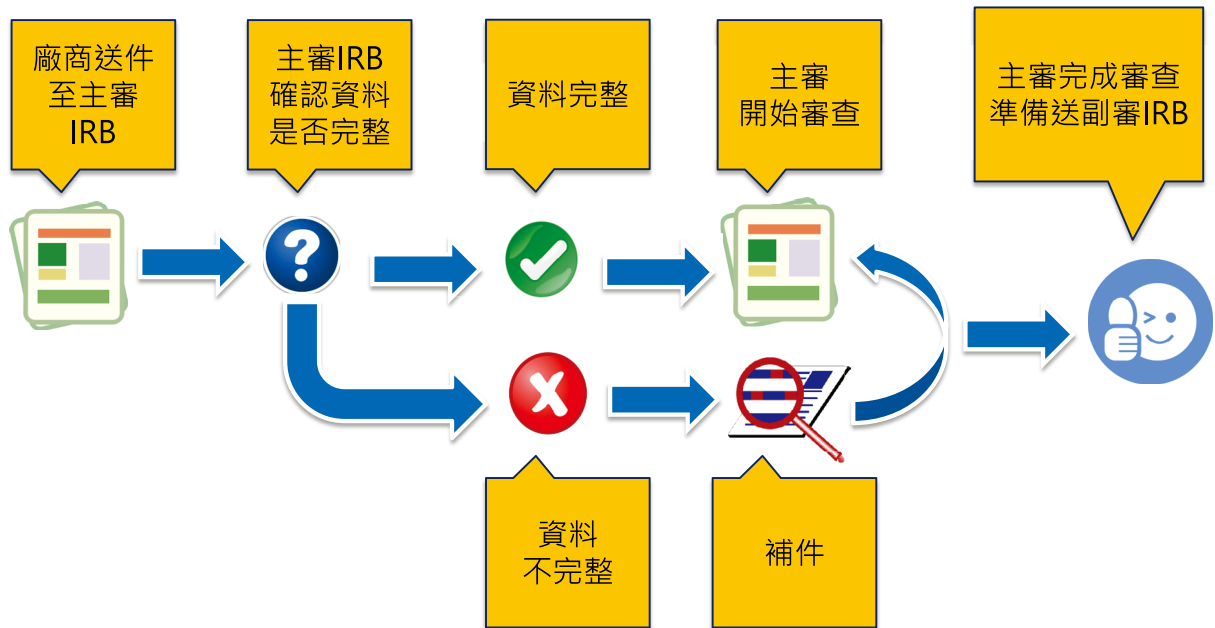 廠商送件
至主審
IRB
主審IRB
確認資料
是否完整
資料完整
主審
開始審查
主審完成審查
準備送副審IRB
資料
不完整
補件